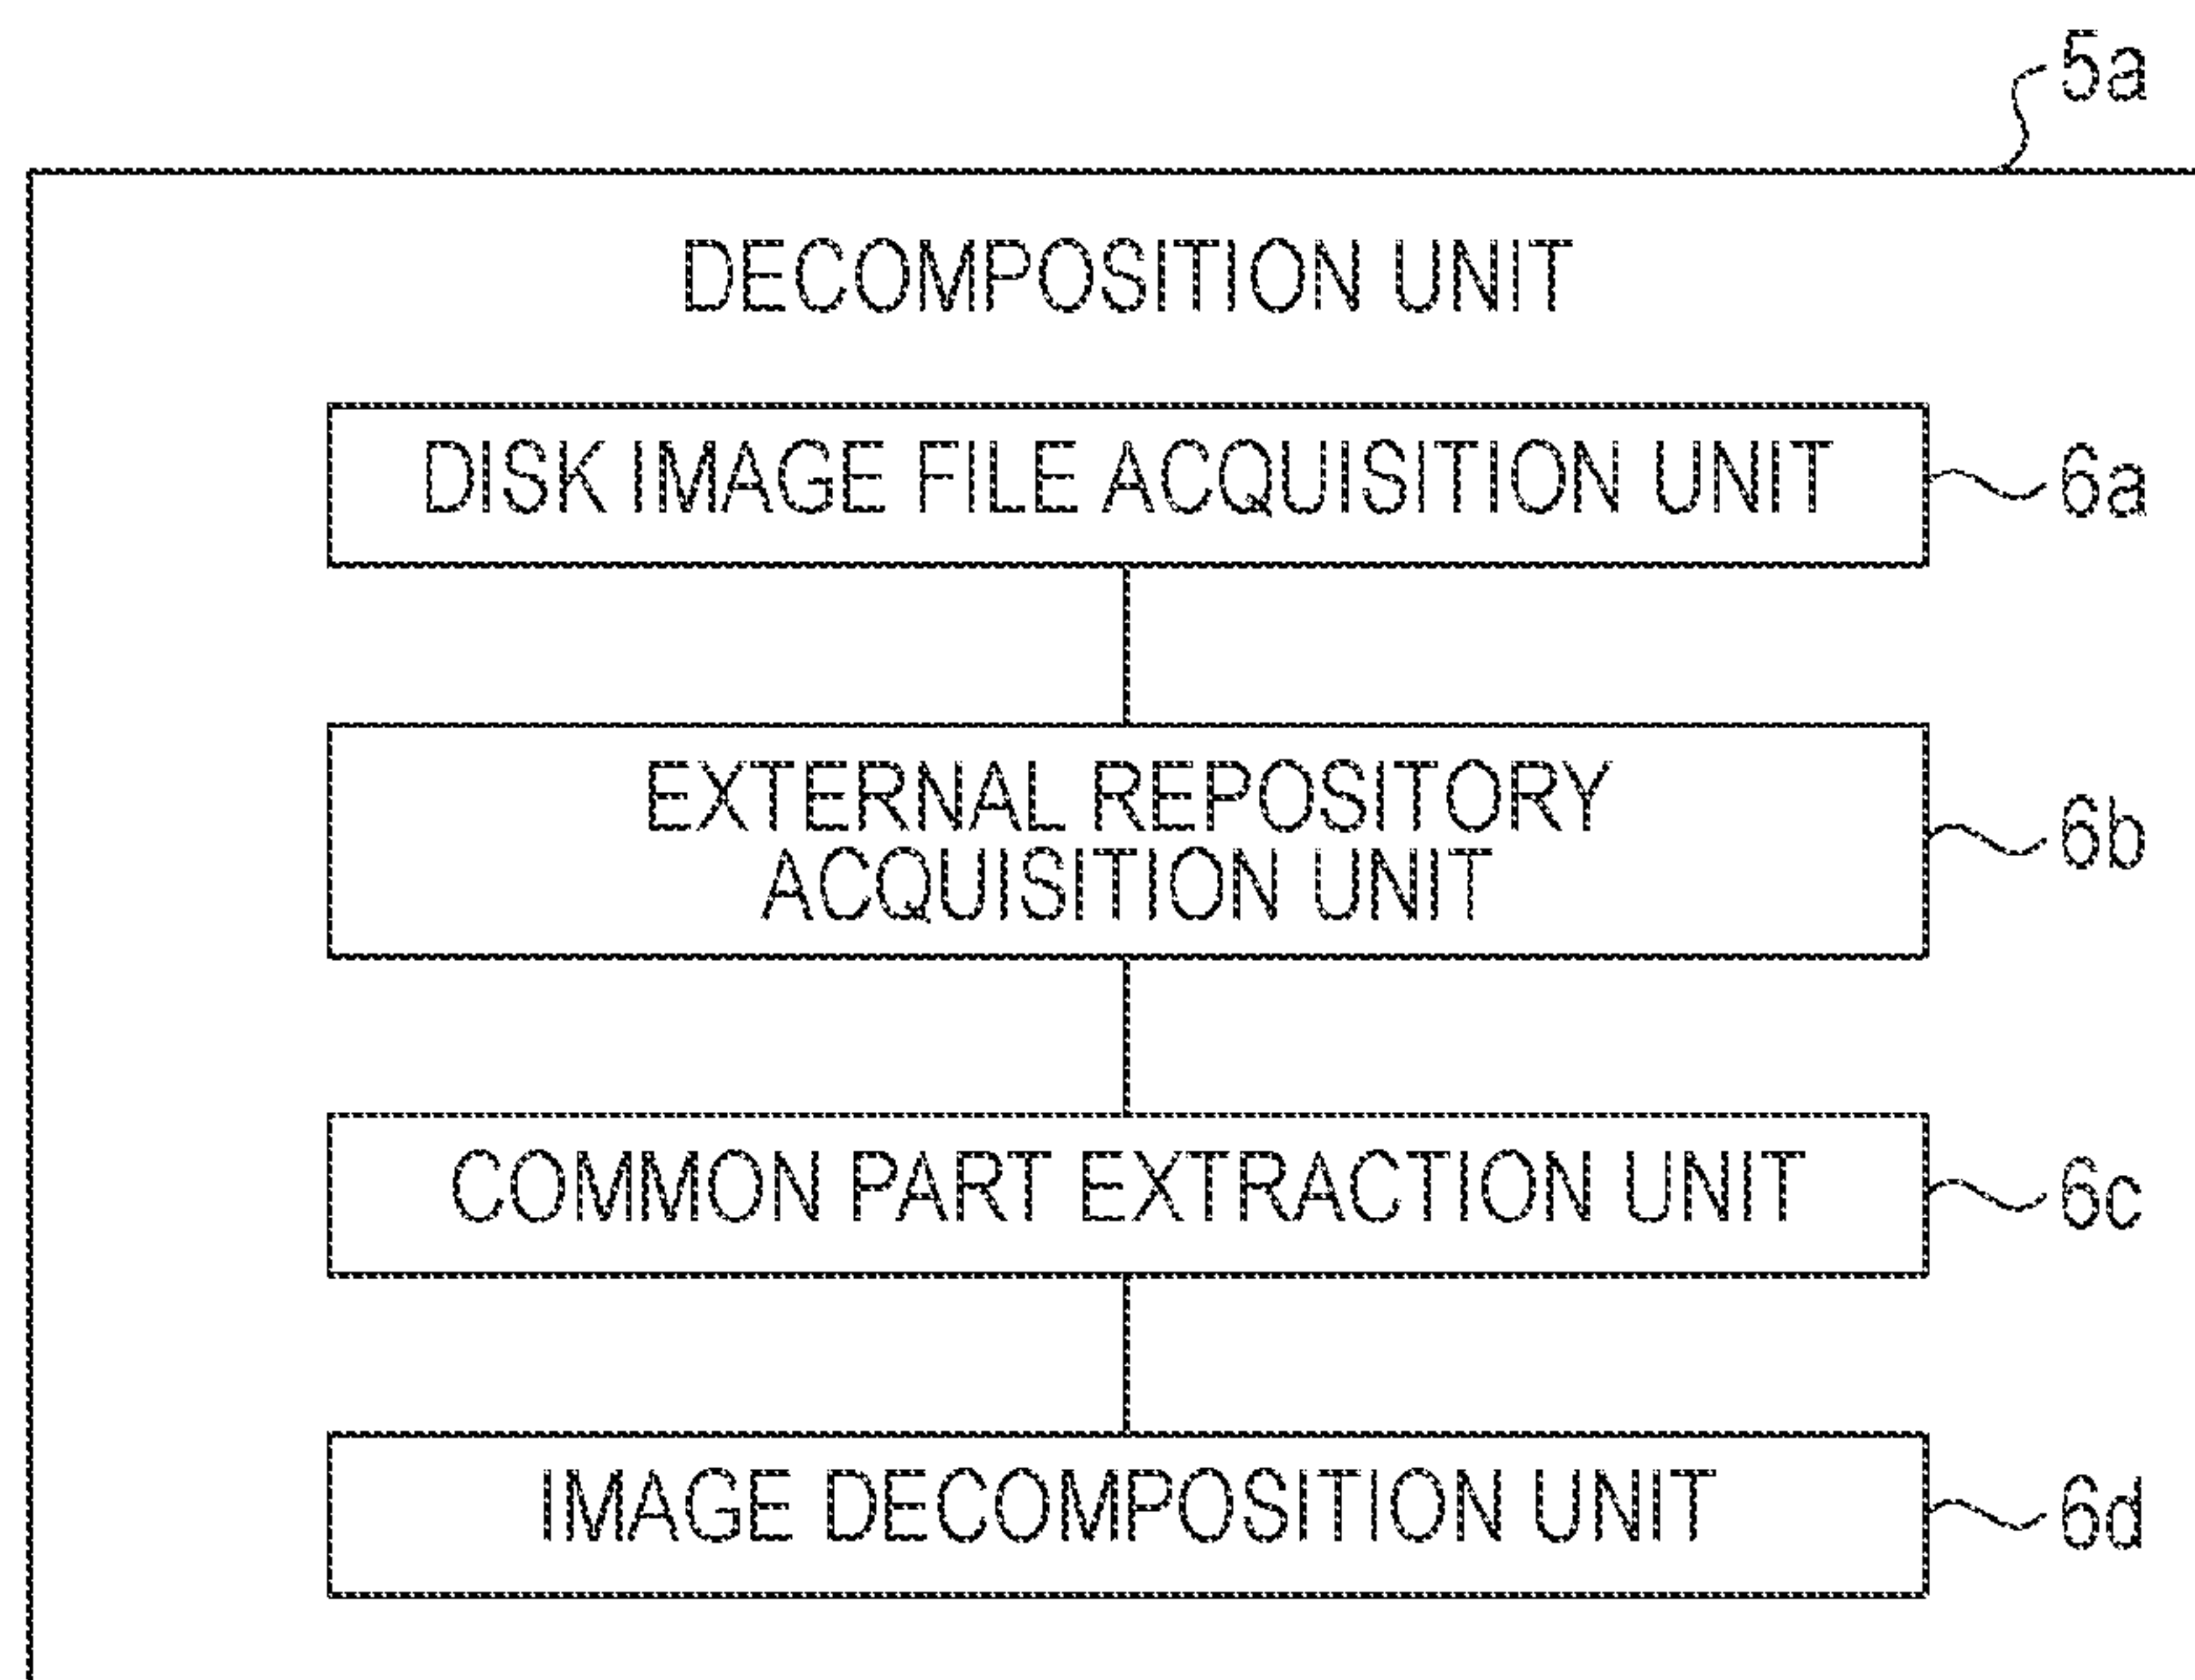 5a
DECOMPOSITION UNIT
DISK IMAGE FILE ACQUISITION UNIT
6a
EXTERNAL REPOSITORY
ACQUISITION UNIT
6b
COMMON PART EXTRACTION UNIT
6c
IMAGE DECOMPOSITION UNIT
6d